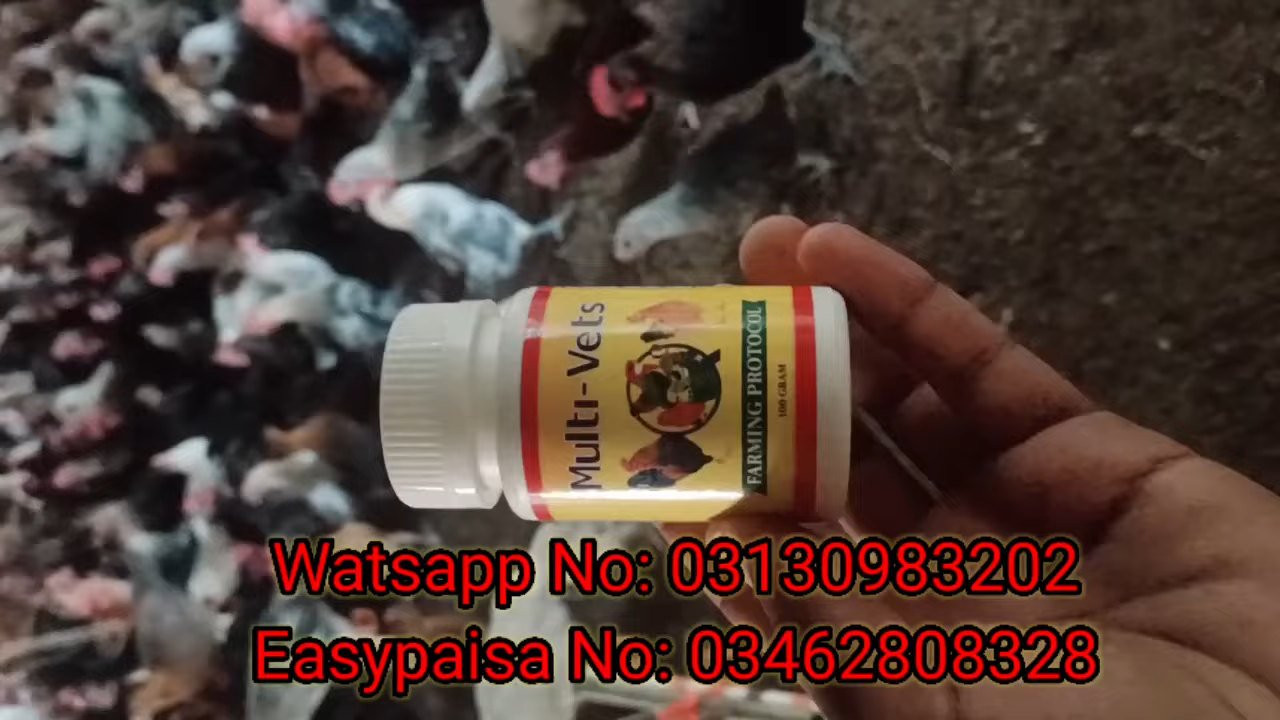 Multi-Vets
FARMING PROTOCOL
100 GRAM
Watsapp No: 03130983202
Easypaisa No: 03462808328